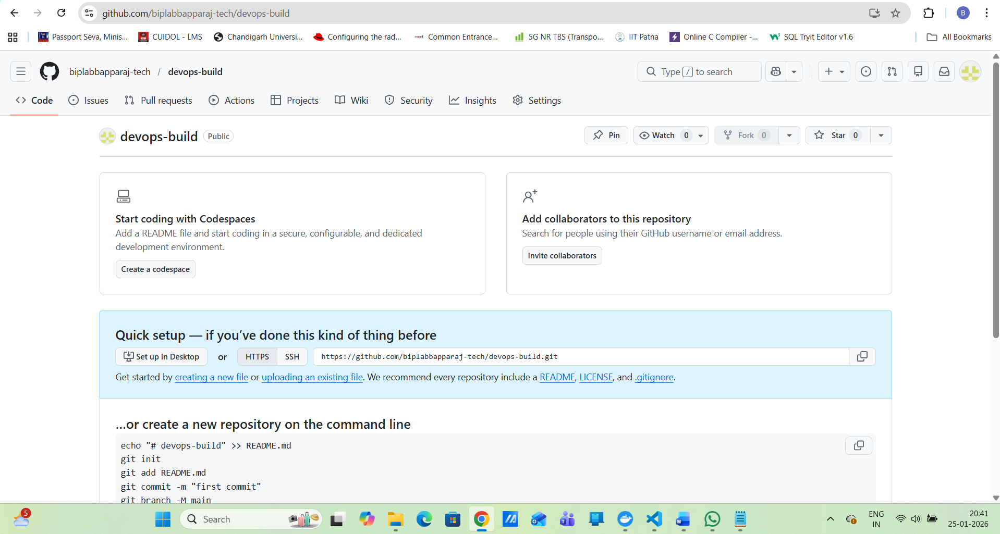 github.com/biplabbapparaj-tech/devops-build
B
Passport Seva, Minis...
CUIDOL - LMS
Chandigarh Universi...
Configuring the rad...
Common Entrance...
5G NR TBS (Transpo...
IIT Patna
Online C Compiler -...
SQL Tryit Editor v1.6
All Bookmarks
biplabbapparaj-tech / devops-build
Type / to search
Code
Issues
Pull requests
Actions
Projects
Wiki
Security
Insights
Settings
devops-build Public
Pin
Watch 0
Fork 0
Star 0
Start coding with Codespaces
Add a README file and start coding in a secure, configurable, and dedicated
development environment.
Create a codespace
Add collaborators to this repository
Search for people using their GitHub username or email address.
Invite collaborators
Quick setup — if you’ve done this kind of thing before
Set up in Desktop or HTTPS SSH https://github.com/biplabbapparaj-tech/devops-build.git
Get started by creating a new file or uploading an existing file. We recommend every repository include a README, LICENSE, and .gitignore.
...or create a new repository on the command line
echo "# devops-build" >> README.md
git init
git add README.md
git commit -m "first commit"
git branch -M main
5
Search
ENG
IN
20:41
25-01-2026